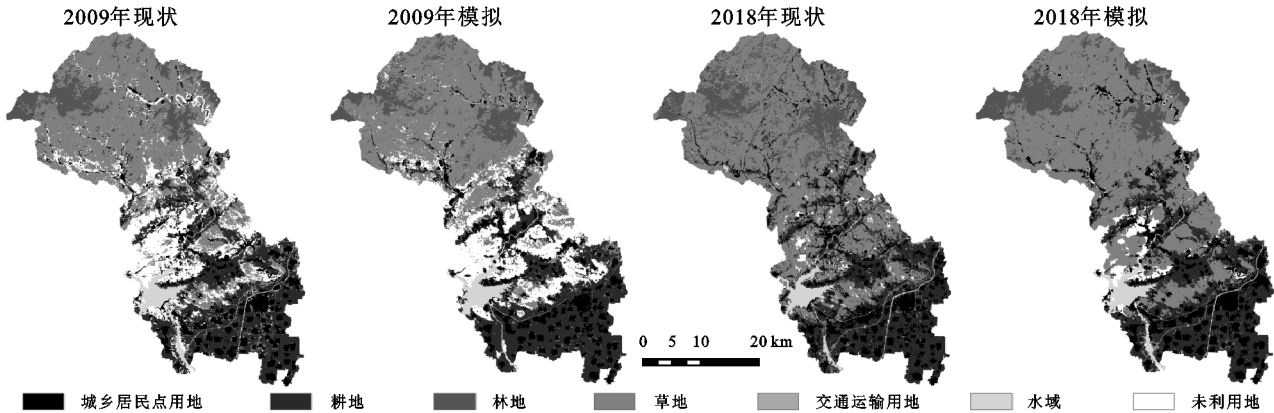 2009年现状 2009年模拟 2018年现状 2018年模拟
0 5 10 20 km
城乡居民点用地 耕地 林地 草地 交通运输用地 水域 未利用地